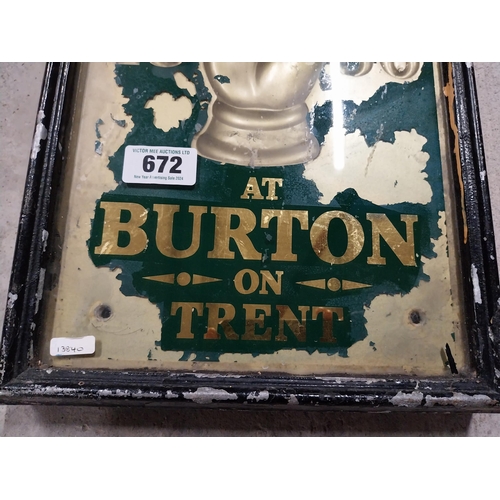 VICTOR MEE AUCTIONS LTD
672
AT
BURTON
ON
TRENT
13840